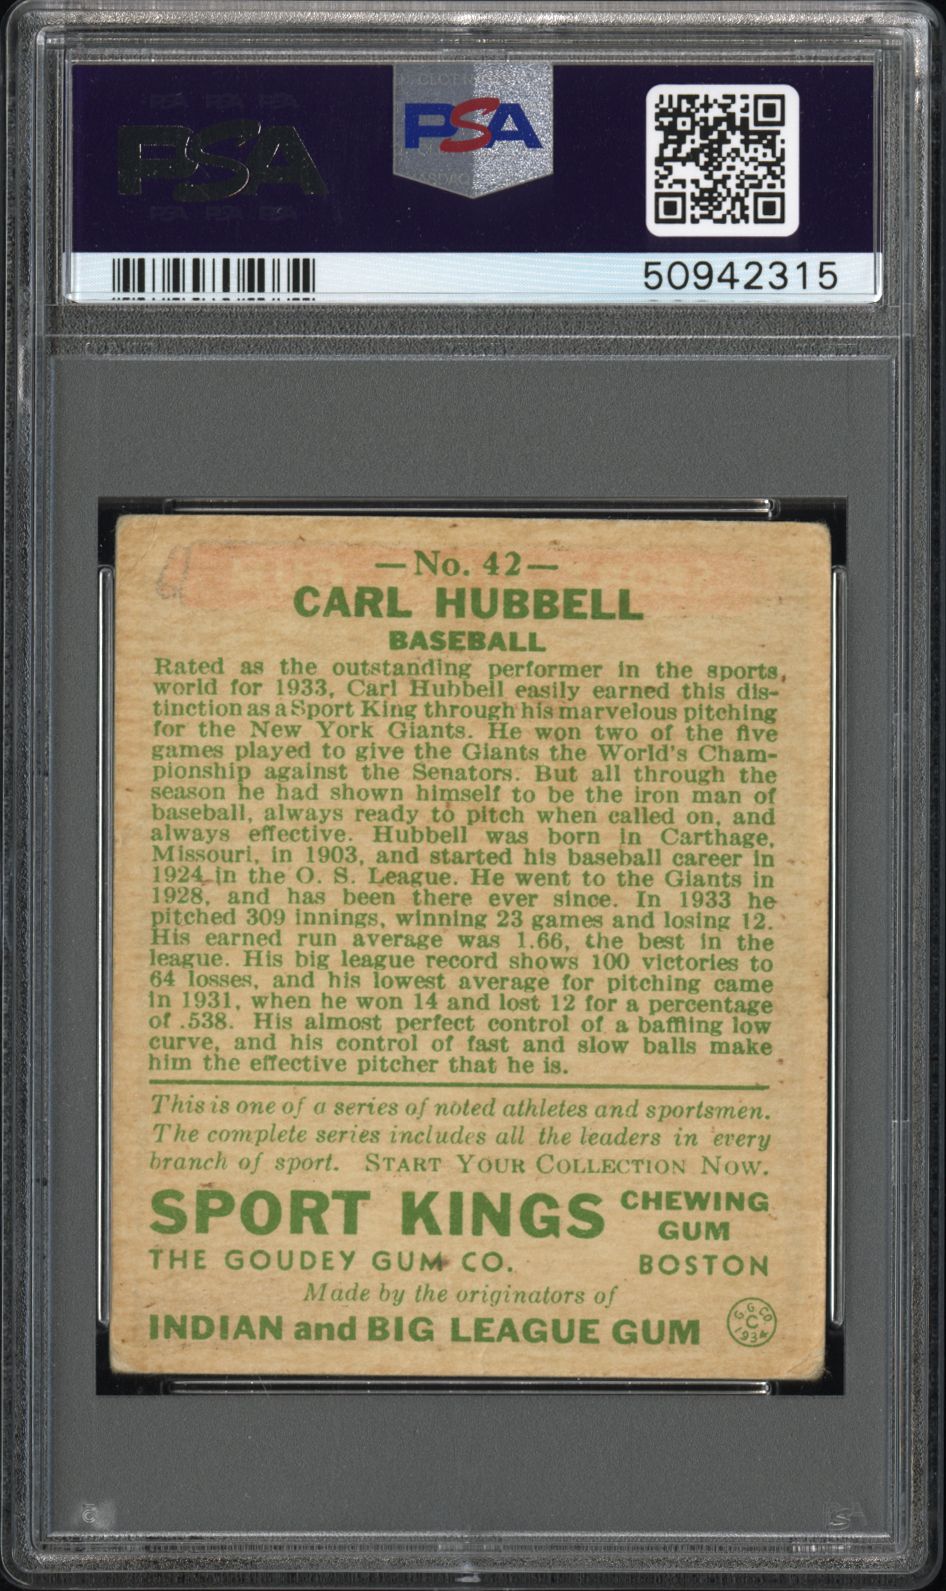 PSA
PSA
50942315
—No. 42—
CARL HUBBELL
BASEBALL
Rated as the outstanding performer in the sports,
world for 1933, Carl Hubbell easily earned this dis-
tinction as a Sport King through his marvelous pitching
for the New York Giants. He won two of the five
games played to give the Giants the World's Cham-
pionship against the Senators. But all through the
season he had shown himself to be the iron man of
baseball, always ready to pitch when called on, and
always effective. Hubbell was born in Carthage,
Missouri, in 1903, and started his baseball career in
1924 in the O. S. League. He went to the Giants in
1928, and has been there ever since. In 1933 he
pitched 309 innings, winning 23 games and losing 12.
His earned run average was 1.66, the best in the
league. His big league record shows 100 victories to
64 losses, and his lowest average for pitching came
in 1931, when he won 14 and lost 12 for a percentage
of .538. His almost perfect control of a baffling low
curve, and his control of fast and slow balls make
him the effective pitcher that he is.
This is one of a series of noted athletes and sportsmen.
The complete series includes all the leaders in every
branch of sport. START YOUR COLLECTION NOW.
SPORT KINGS CHEWING GUM
THE GOUDEY GUM CO. BOSTON
Made by the originators of
INDIAN and BIG LEAGUE GUM
G.G.CO. C 1934
PSA